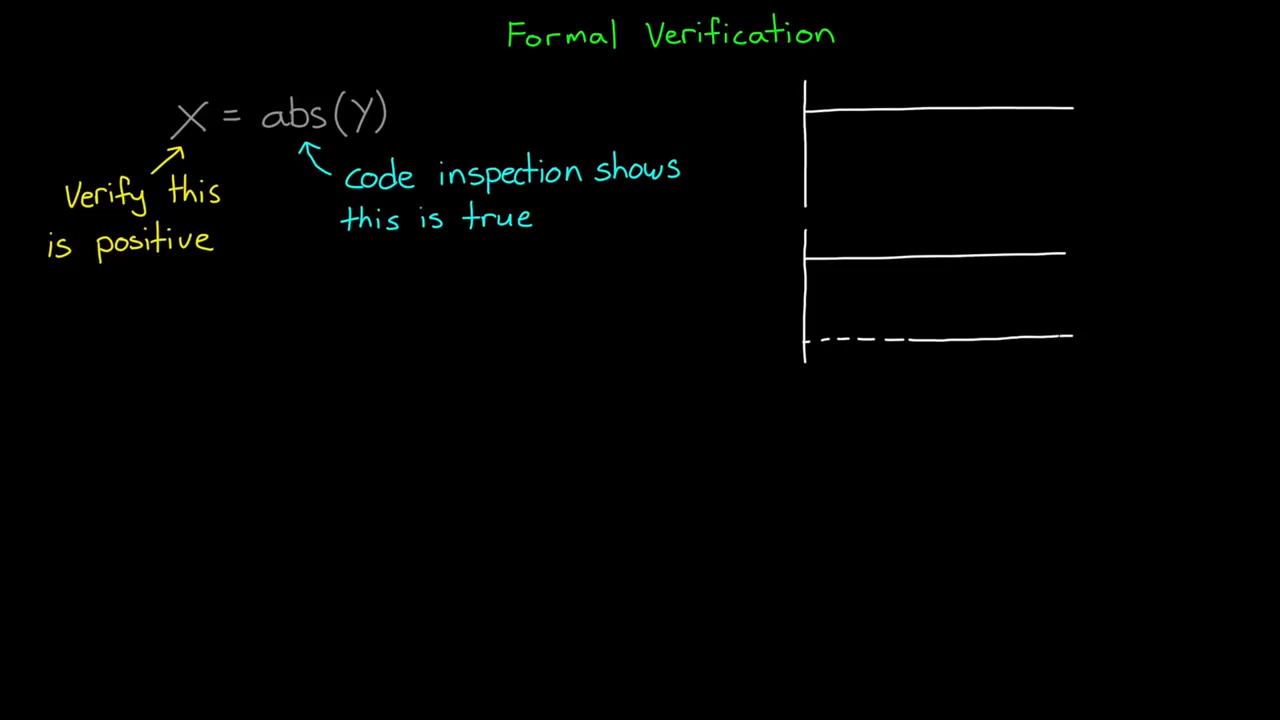 Formal Verification
X = abs(Y)
Verify this
is positive
code inspection shows
this is true